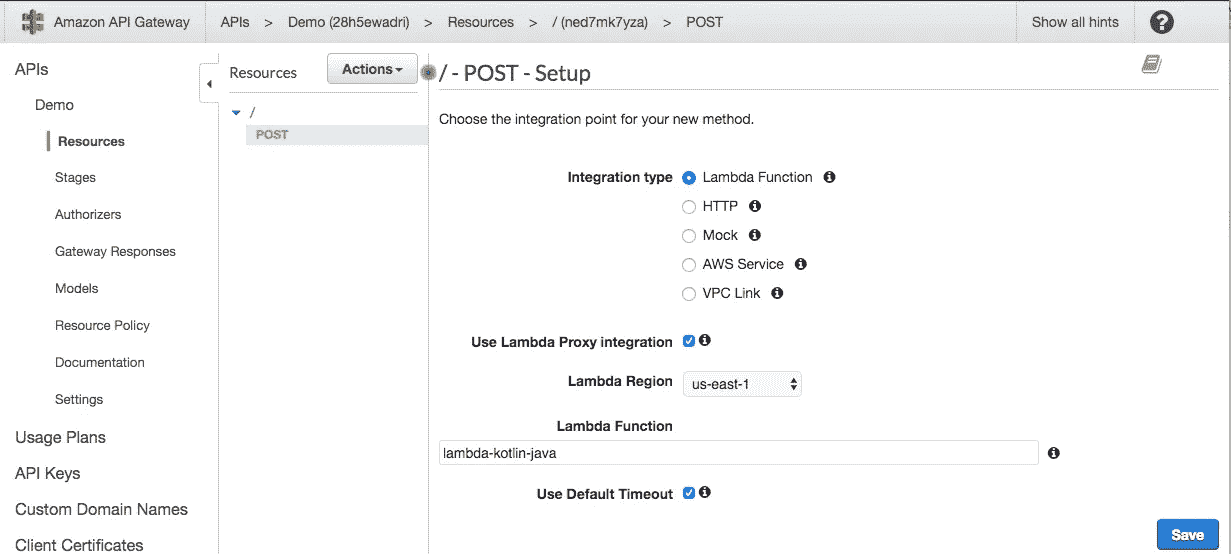 Amazon API Gateway APIs > Demo (28h5ewadri) > Resources > / (ned7mk7yza) > POST Show all hints ?
APIs
Demo
Resources
Stages
Authorizers
Gateway Responses
Models
Resource Policy
Documentation
Settings
Usage Plans
API Keys
Custom Domain Names
Client Certificates
Resources Actions
/
POST
/ - POST - Setup
Choose the integration point for your new method.
Integration type Lambda Function
HTTP
Mock
AWS Service
VPC Link
Use Lambda Proxy integration
Lambda Region us-east-1
Lambda Function
lambda-kotlin-java
Use Default Timeout
Save